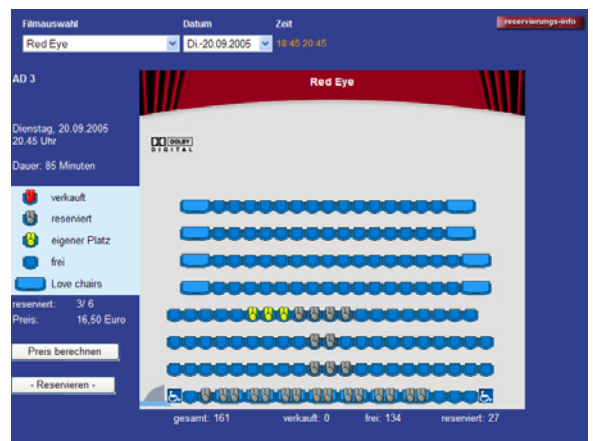 Filmauswahl Datum Zeit reservierungs-info
Red Eye Di.-20.09.2005 18:45 20:45
AD 3
Red Eye
Dienstag, 20.09.2005
20.45 Uhr
DOLBY
DIGITAL
Dauer: 85 Minuten
verkauft
reserviert
eigener Platz
frei
Love chairs
reserviert: 3/ 6
Preis: 16,50 Euro
Preis berechnen
- Reservieren -
gesamt: 161 verkauft: 0 frei: 134 reserviert: 27